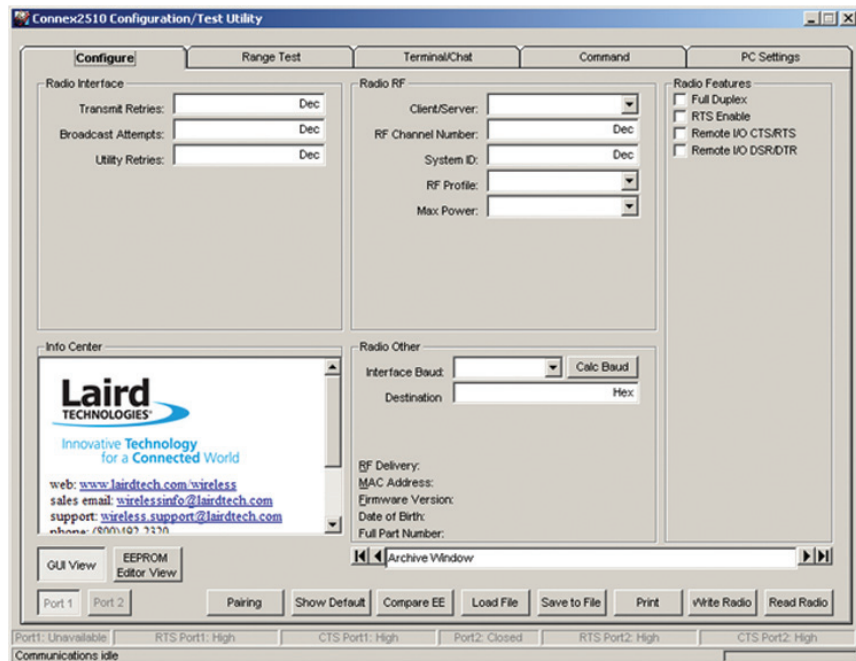 Connex2510 Configuration/Test Utility
Configure
Range Test
Terminal/Chat
Command
PC Settings
Radio Interface
Transmit Retries: Dec
Broadcast Attempts: Dec
Utility Retries: Dec
Radio RF
Client/Server:
RF Channel Number: Dec
System ID: Dec
RF Profile:
Max Power:
Radio Features
Full Duplex
RTS Enable
Remote I/O CTS/RTS
Remote I/O DSR/DTR
Info Center
Laird
TECHNOLOGIES®
Innovative Technology
for a Connected World
web: www.lairdtech.com/wireless
sales email: wirelessinfo@lairdtech.com
support: wireless.support@lairdtech.com
phone: (800)492-2320
Radio Other
Interface Baud: Calc Baud
Destination Hex
RF Delivery:
MAC Address:
Firmware Version:
Date of Birth:
Full Part Number:
GUI View
EEPROM
Editor View
Archive Window
Port 1
Port 2
Pairing
Show Default
Compare EE
Load File
Save to File
Print
Write Radio
Read Radio
Port1: Unavailable
RTS Port1: High
CTS Port1: High
Port2: Closed
RTS Port2: High
CTS Port2: High
Communications idle